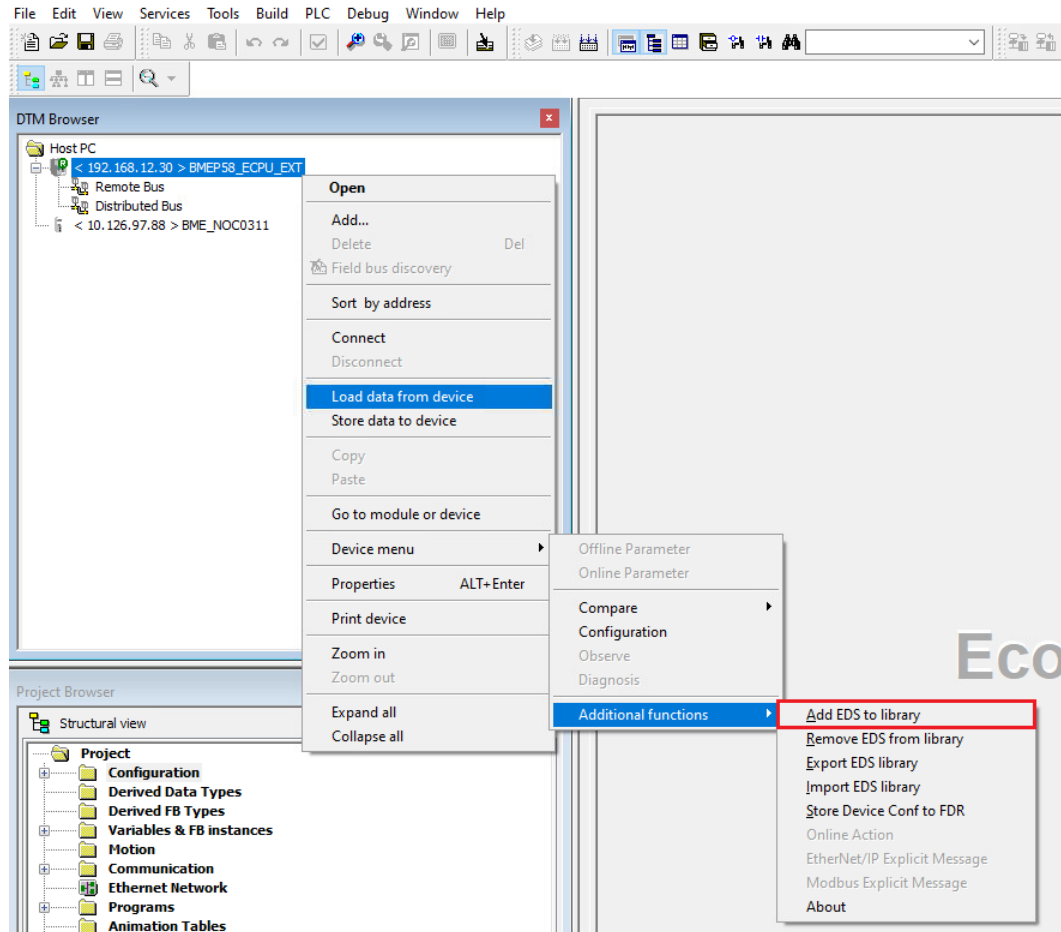 File Edit View Services Tools Build PLC Debug Window Help
DTM Browser
Host PC
< 192.168.12.30 > BMEP58_ECPU_EXT
Remote Bus
Distributed Bus
< 10.126.97.88 > BME_NOC0311
Open
Add...
Delete Del
Field bus discovery
Sort by address
Connect
Disconnect
Load data from device
Store data to device
Copy
Paste
Go to module or device
Device menu
Properties ALT+Enter
Print device
Zoom in
Zoom out
Expand all
Collapse all
Offline Parameter
Online Parameter
Compare
Configuration
Observe
Diagnosis
Additional functions
Add EDS to library
Remove EDS from library
Export EDS library
Import EDS library
Store Device Conf to FDR
Online Action
EtherNet/IP Explicit Message
Modbus Explicit Message
About
Eco
Project Browser
Structural view
Project
Configuration
Derived Data Types
Derived FB Types
Variables & FB instances
Motion
Communication
Ethernet Network
Programs
Animation Tables